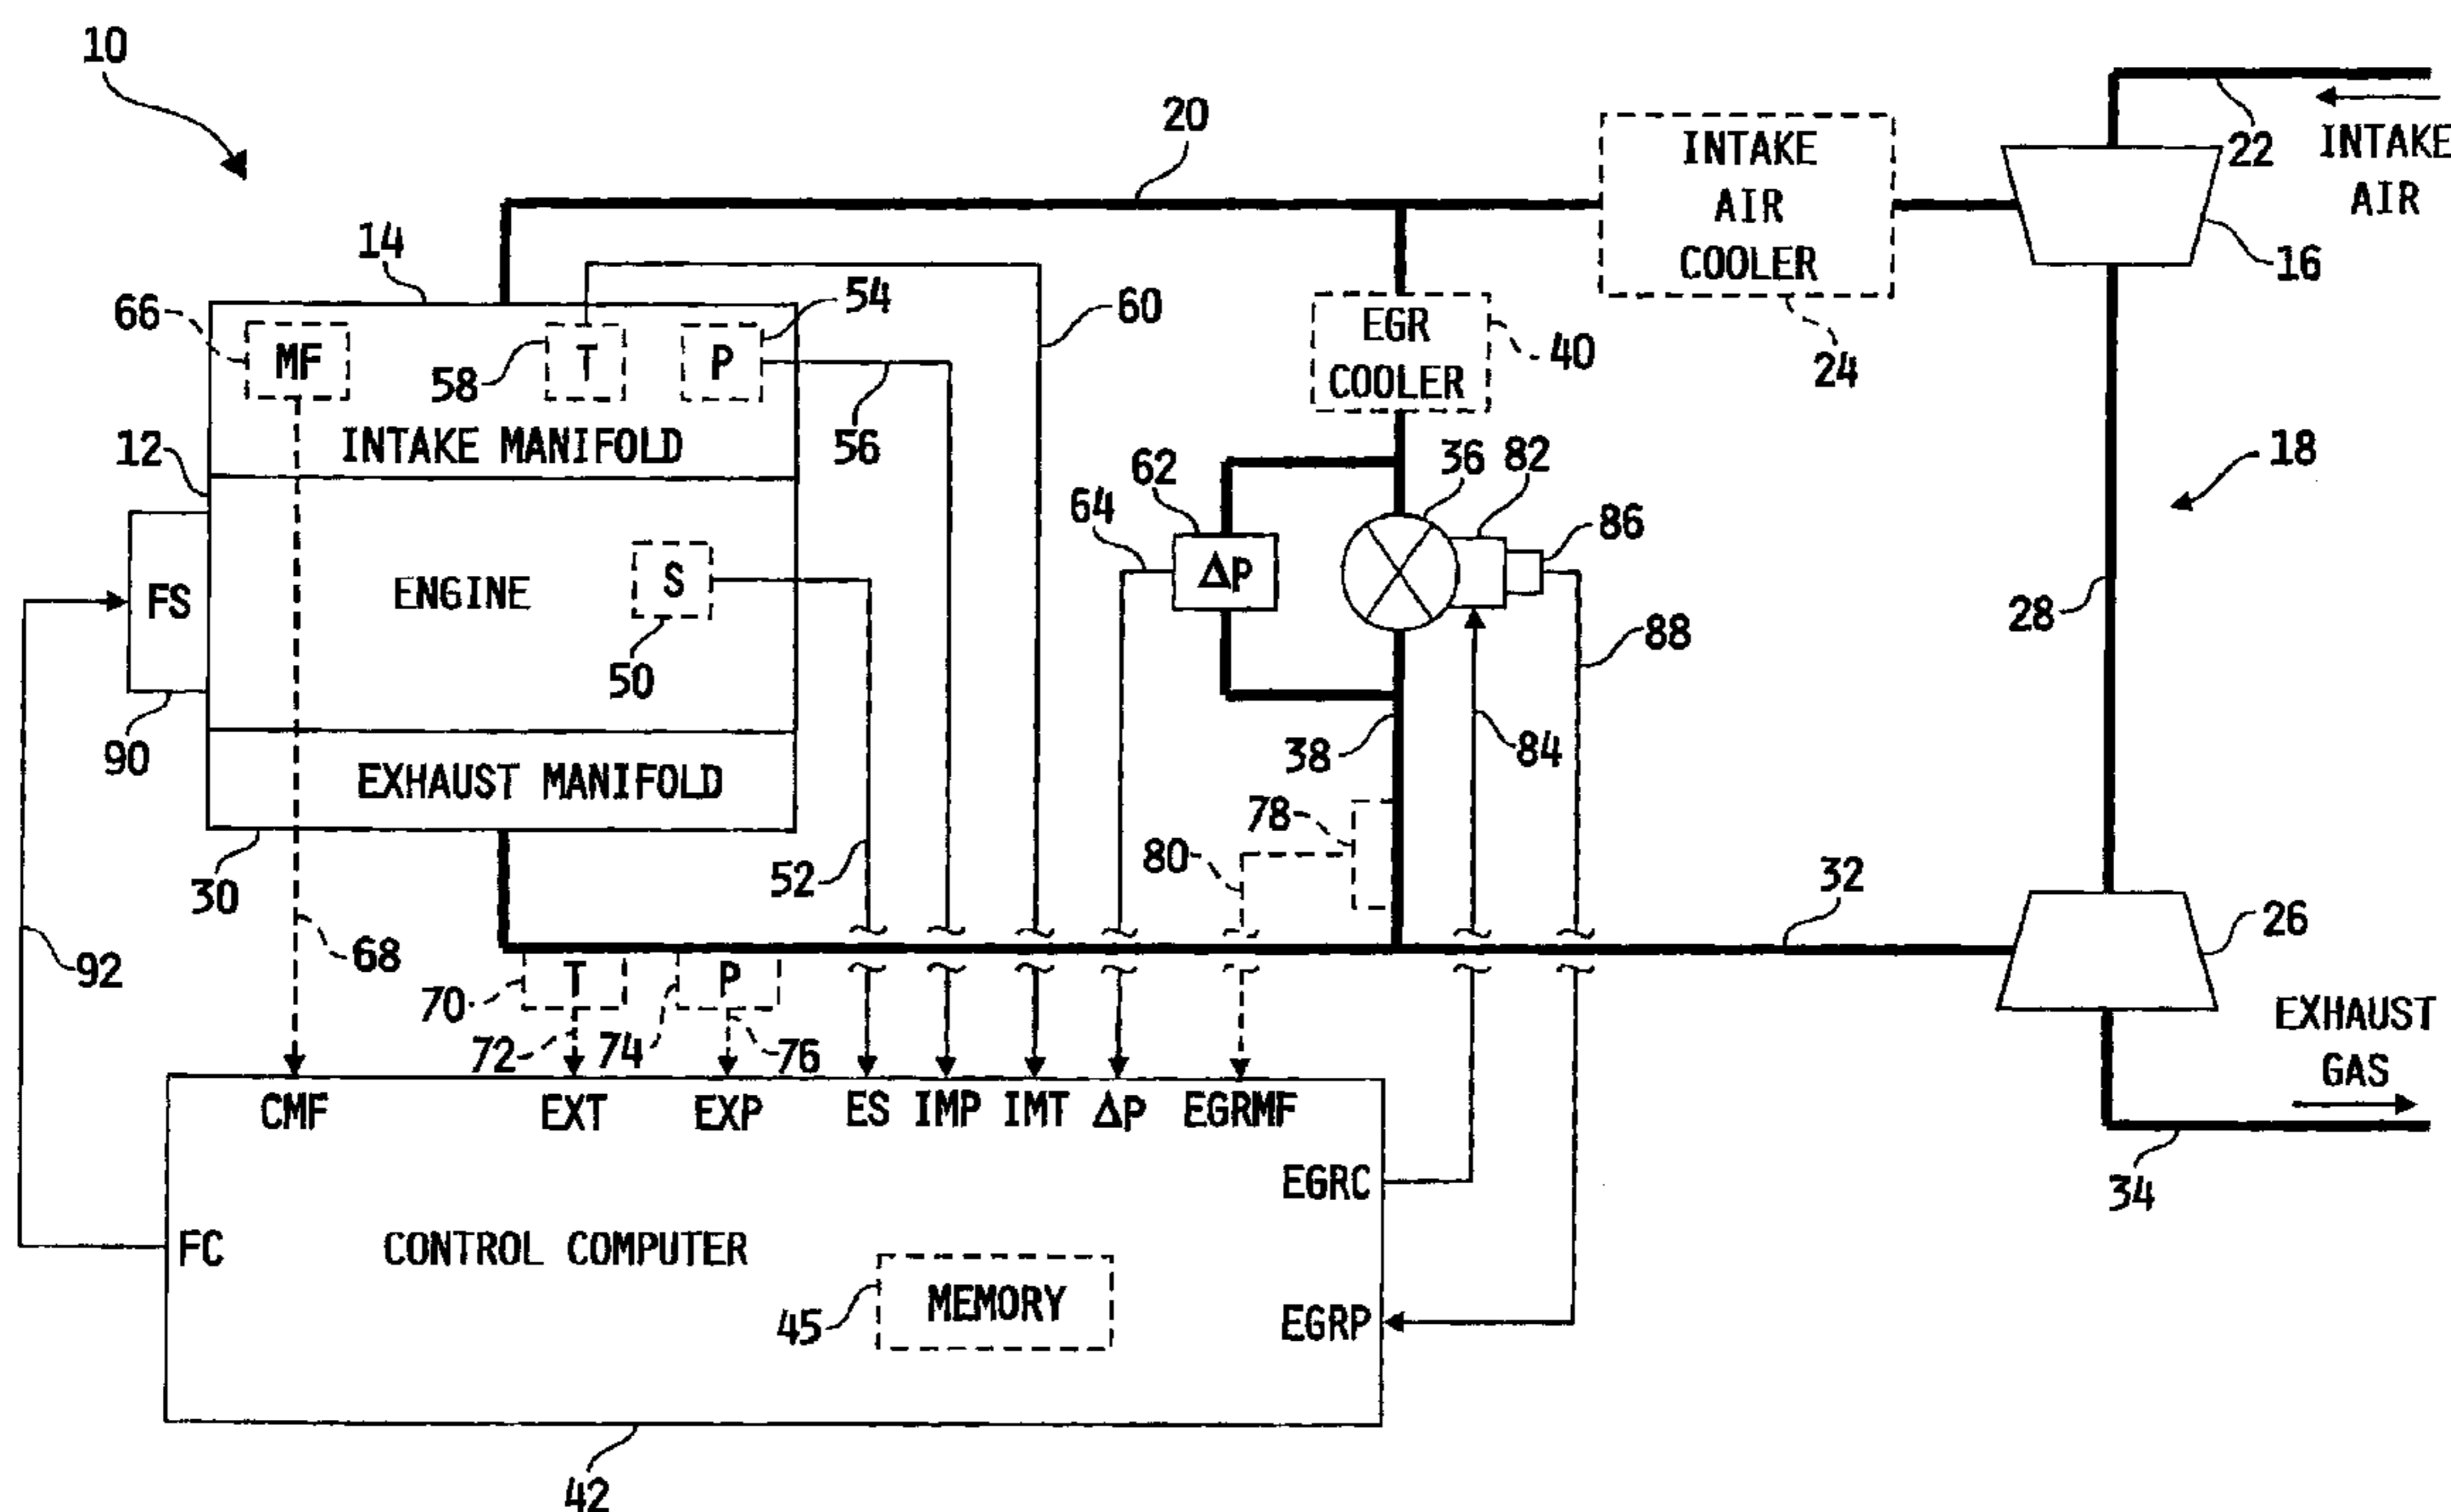 10
20
22
INTAKE
AIR
INTAKE
AIR
COOLER
14
54
16
66
MF
58
T
P
60
EGR
COOLER
40
24
INTAKE MANIFOLD
56
12
62
36
82
18
64
86
FS
ENGINE
S
ΔP
28
50
88
90
38
84
EXHAUST MANIFOLD
78
80
30
52
32
26
92
68
70
T
P
72
74
76
EXHAUST
GAS
CMF
EXT
EXP
ES
IMP
IMT
ΔP
EGRMF
EGRC
34
FC
CONTROL COMPUTER
MEMORY
45
EGRP
42